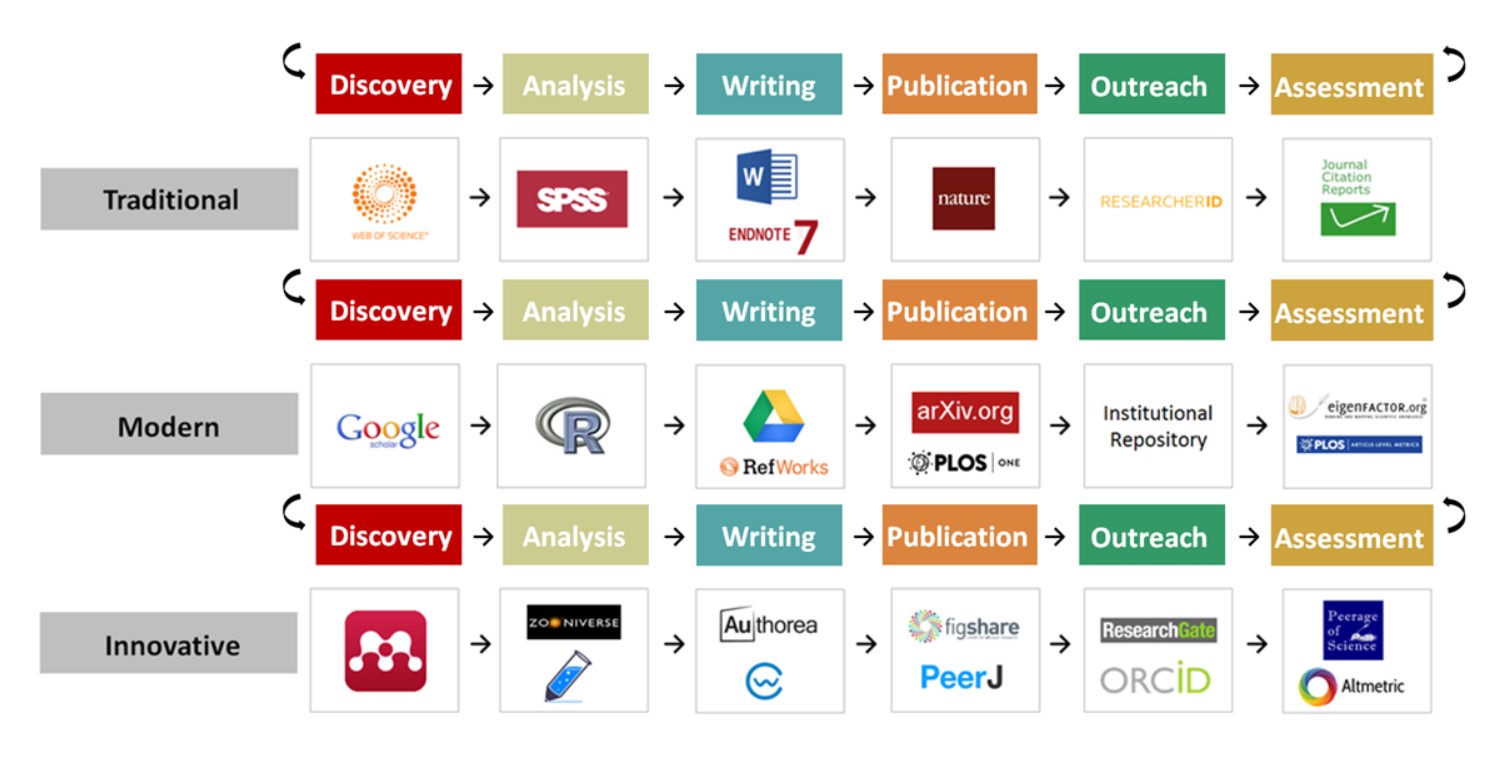 Discovery → Analysis → Writing → Publication → Outreach → Assessment
Traditional
WEB OF SCIENCE
SPSS
W
ENDNOTE 7
nature
RESEARCHERID
Journal
Citation
Reports
Discovery → Analysis → Writing → Publication → Outreach → Assessment
Modern
Google
scholar
R
RefWorks
arXiv.org
PLOS | ONE
Institutional
Repository
eigenFACTOR.org
PLOS | ARTICLE-LEVEL METRICS
Discovery → Analysis → Writing → Publication → Outreach → Assessment
Innovative
ZOONIVERSE
Authorea
figshare
PeerJ
ResearchGate
ORCiD
Peerage
of
Science
Altmetric